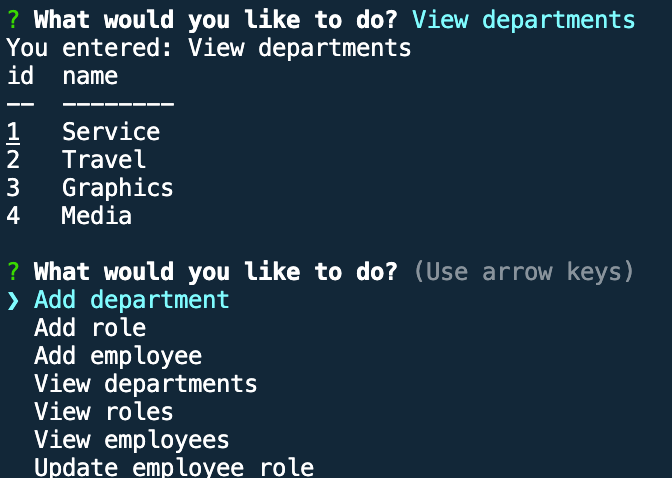 ? What would you like to do? View departments
You entered: View departments
id  name
--  --------
1   Service
2   Travel
3   Graphics
4   Media
? What would you like to do? (Use arrow keys)
❯ Add department
  Add role
  Add employee
  View departments
  View roles
  View employees
  Update employee role